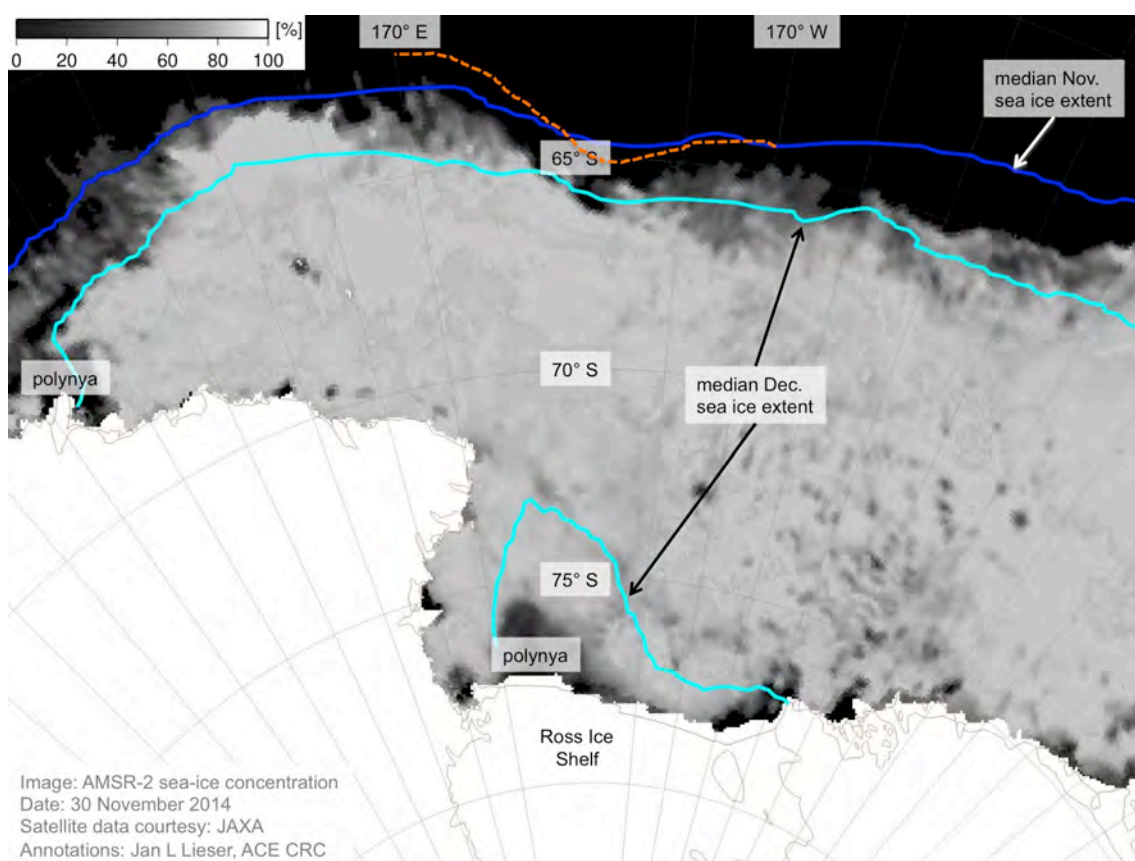 [%]
0 20 40 60 80 100
170° E
170° W
median Nov.
sea ice extent
65° S
polynya
70° S
median Dec.
sea ice extent
75° S
polynya
Ross Ice
Shelf
Image: AMSR-2 sea-ice concentration
Date: 30 November 2014
Satellite data courtesy: JAXA
Annotations: Jan L Lieser, ACE CRC